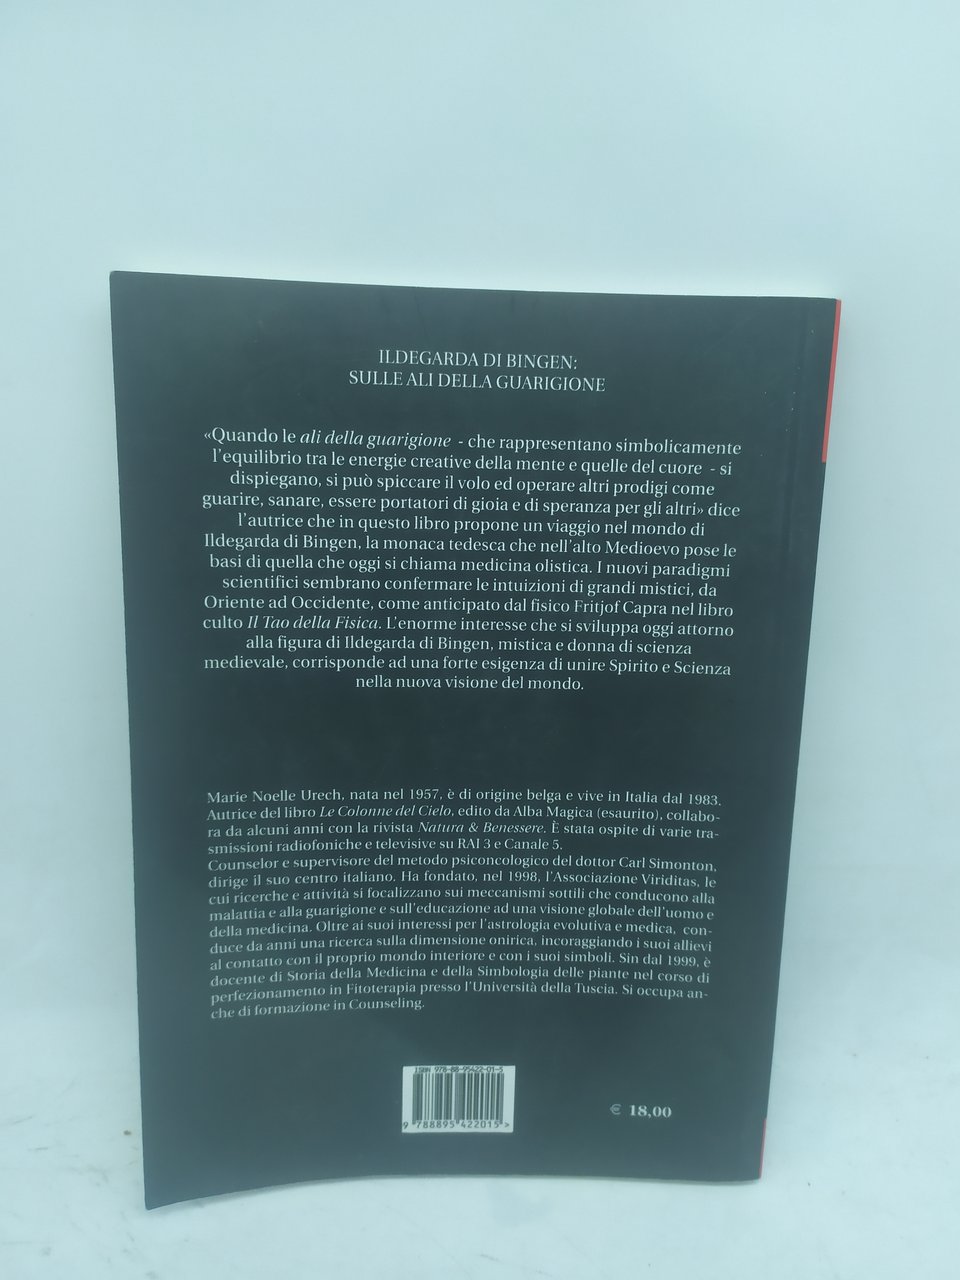 ILDEGARDA DI BINGEN:
SULLE ALI DELLA GUARIGIONE
«Quando le ali della guarigione - che rappresentano simbolicamente
l'equilibrio tra le energie creative della mente e quelle del cuore - si
dispiegano, si può spiccare il volo ed operare altri prodigi come
guarire, sanare, essere portatori di gioia e di speranza per gli altri» dice
l'autrice che in questo libro propone un viaggio nel mondo di
Ildegarda di Bingen, la monaca tedesca che nell'alto Medioevo pose le
basi di quella che oggi si chiama medicina olistica. I nuovi paradigmi
scientifici sembrano confermare le intuizioni di grandi mistici, da
Oriente ad Occidente, come anticipato dal fisico Fritjof Capra nel libro
culto Il Tao della Fisica. L'enorme interesse che si sviluppa oggi attorno
alla figura di Ildegarda di Bingen, mistica e donna di scienza
medievale, corrisponde ad una forte esigenza di unire Spirito e Scienza
nella nuova visione del mondo.
Marie Noelle Urech, nata nel 1957, è di origine belga e vive in Italia dal 1983.
Autrice del libro Le Colonne del Cielo, edito da Alba Magica (esaurito), collabo-
ra da alcuni anni con la rivista Natura & Benessere. È stata ospite di varie tra-
smissioni radiofoniche e televisive su RAI 3 e Canale 5.
Counselor e supervisore del metodo psiconcologico del dottor Carl Simonton,
dirige il suo centro italiano. Ha fondato, nel 1998, l'Associazione Viriditas, le
cui ricerche e attività si focalizzano sui meccanismi sottili che conducono alla
malattia e alla guarigione e sull'educazione ad una visione globale dell'uomo e
della medicina. Oltre ai suoi interessi per l'astrologia evolutiva e medica, con-
duce da anni una ricerca sulla dimensione onirica, incoraggiando i suoi allievi
al contatto con il proprio mondo interiore e con i suoi simboli. Sin dal 1999, è
docente di Storia della Medicina e della Simbologia delle piante nel corso di
perfezionamento in Fitoterapia presso l'Università della Tuscia. Si occupa an-
che di formazione in Counseling.
ISBN 978-88-95422-01-5
9 788895 422015 >
€ 18,00